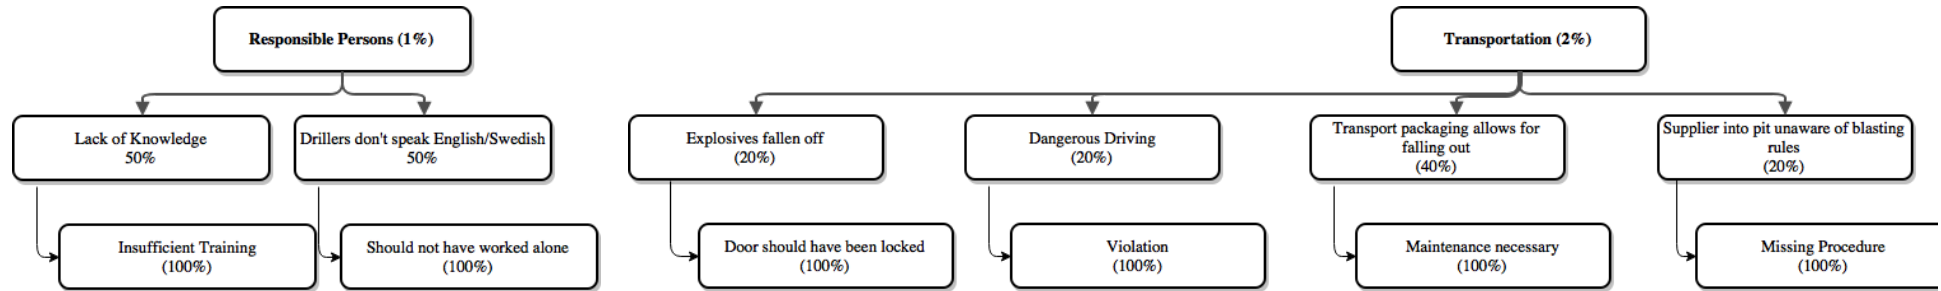 Responsible Persons (1%)
Transportation (2%)
Lack of Knowledge
50%
Drillers don't speak English/Swedish
50%
Explosives fallen off
(20%)
Dangerous Driving
(20%)
Transport packaging allows for
falling out
(40%)
Supplier into pit unaware of blasting
rules
(20%)
Insufficient Training
(100%)
Should not have worked alone
(100%)
Door should have been locked
(100%)
Violation
(100%)
Maintenance necessary
(100%)
Missing Procedure
(100%)